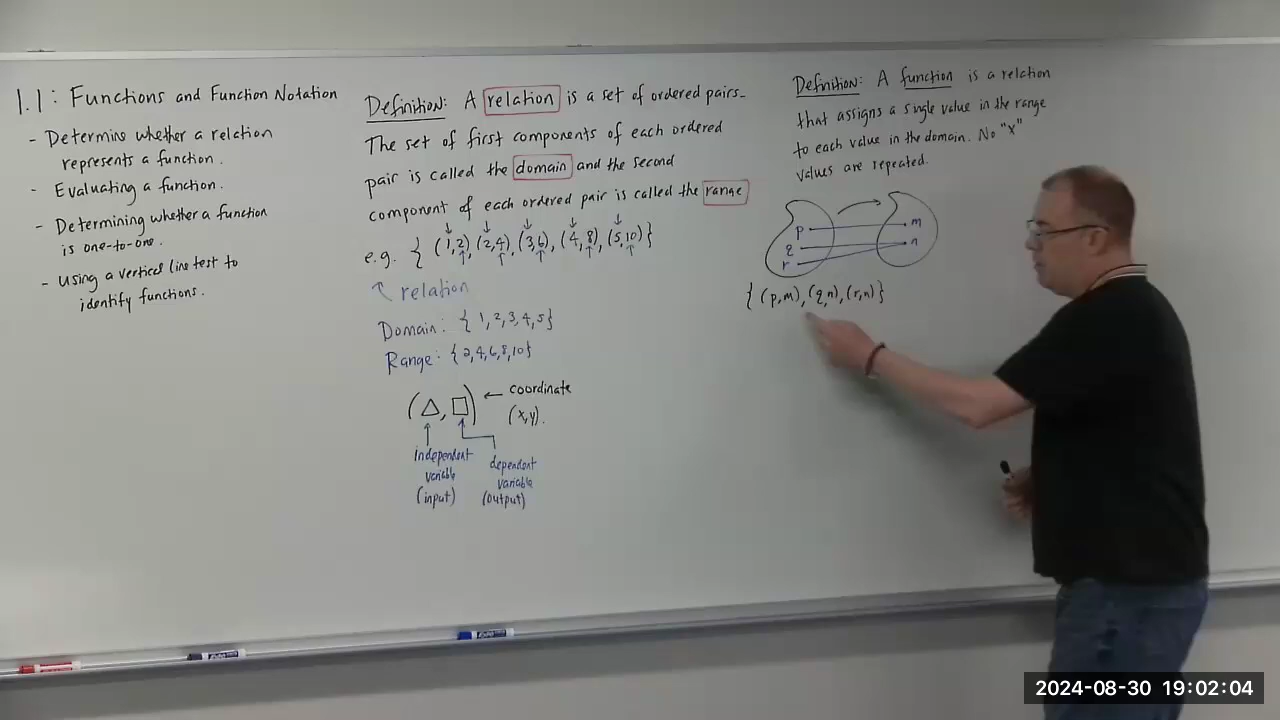 1.1: Functions and Function Notation
- Determine whether a relation
represents a function.
- Evaluating a function.
- Determining whether a function
is one-to-one.
- Using a vertical line test to
identify functions.
Definition: A relation is a set of ordered pairs.
The set of first components of each ordered
pair is called the domain and the second
component of each ordered pair is called the range
e.g. { (1,2), (2,4), (3,6), (4,8), (5,10) }
relation
Domain: { 1, 2, 3, 4, 5 }
Range: { 2, 4, 6, 8, 10 }
(△, □) ← coordinate
(x,y).
independent
variable
(input)
dependent
variable
(output)
Definition: A function is a relation
that assigns a single value in the range
to each value in the domain. No "x"
values are repeated.
p m
q n
r
{ (p,m), (q,n), (r,n) }
2024-08-30 19:02:04